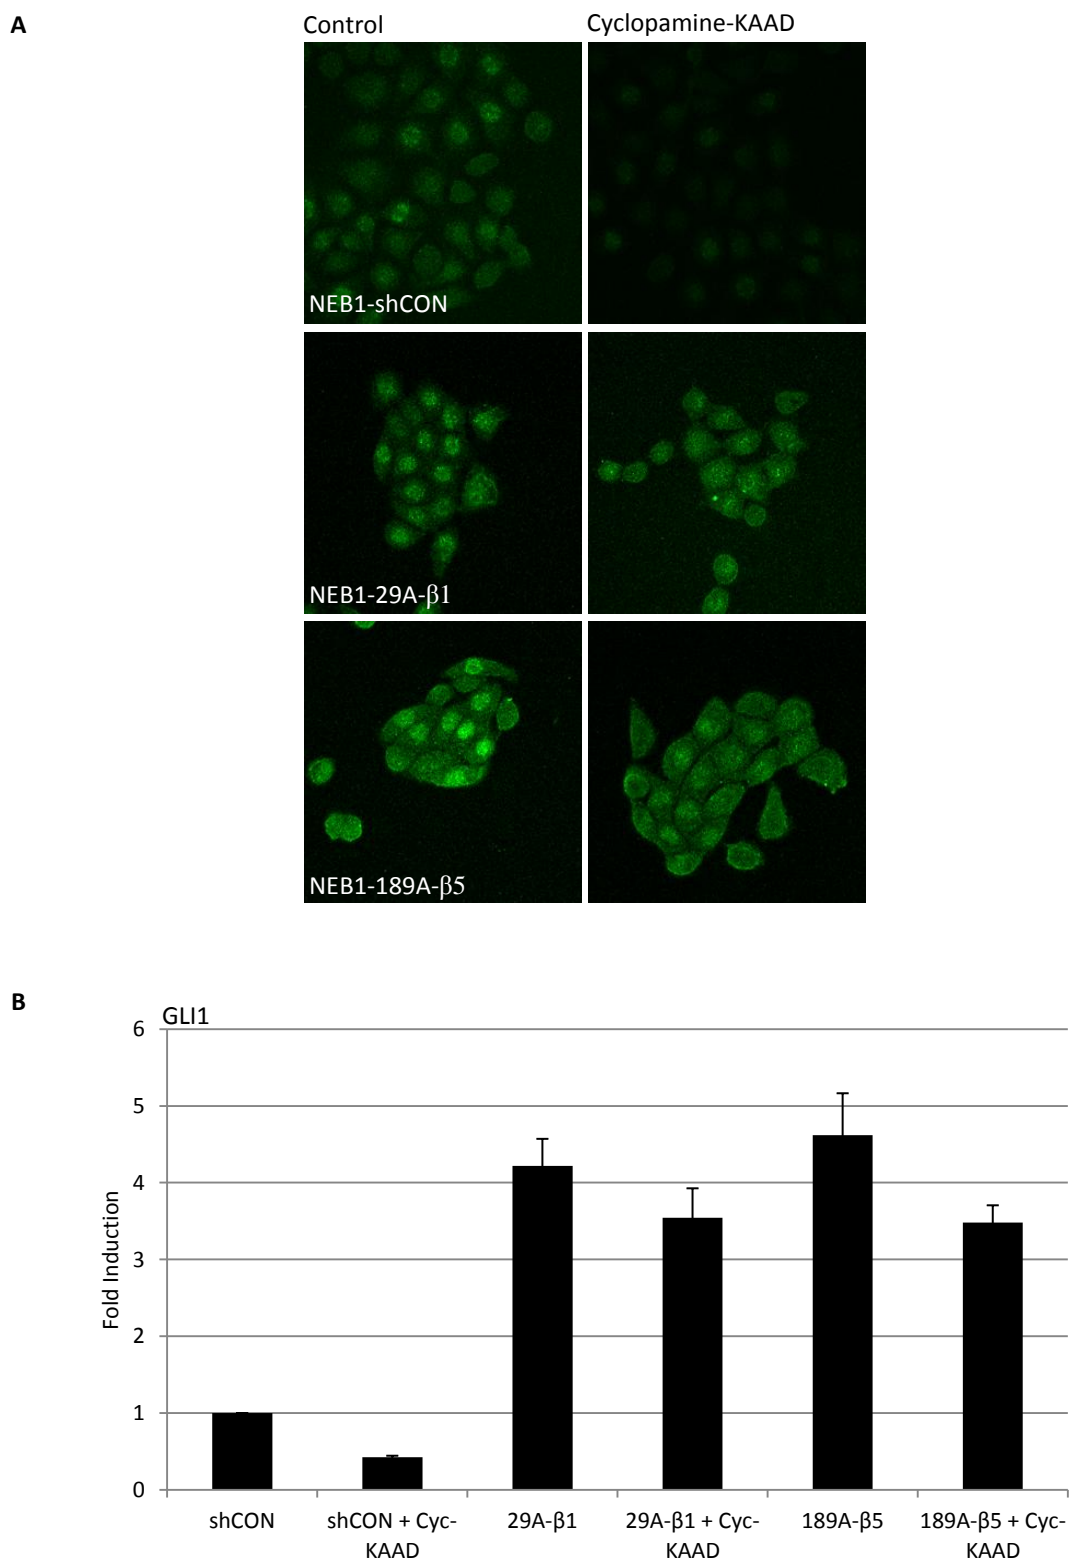 A
Control
Cyclopamine-KAAD
NEB1-shCON
NEB1-29A-β1
NEB1-189A-β5
B
GLI1
6
5
4
3
2
1
0
Fold Induction
shCON
shCON + Cyc-
KAAD
29A-β1
29A-β1 + Cyc-
KAAD
189A-β5
189A-β5 + Cyc-
KAAD